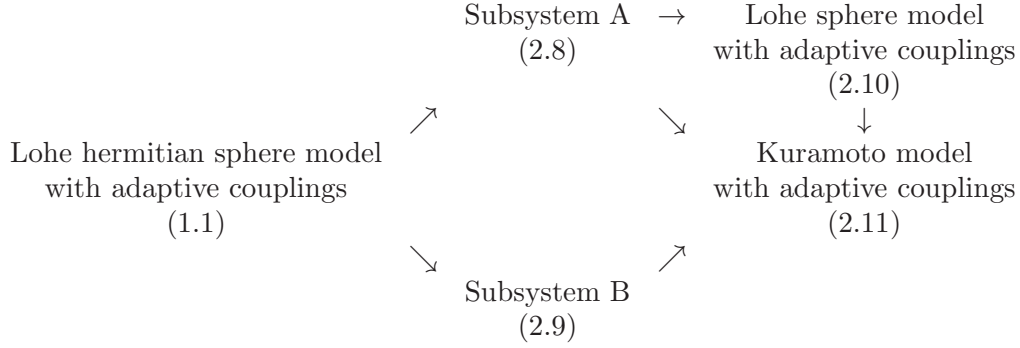 Subsystem A → Lohe sphere model
(2.8) with adaptive couplings
(2.10)
↗ ↘ ↓
Lohe hermitian sphere model Kuramoto model
with adaptive couplings with adaptive couplings
(1.1) (2.11)
↘ ↗
Subsystem B
(2.9)